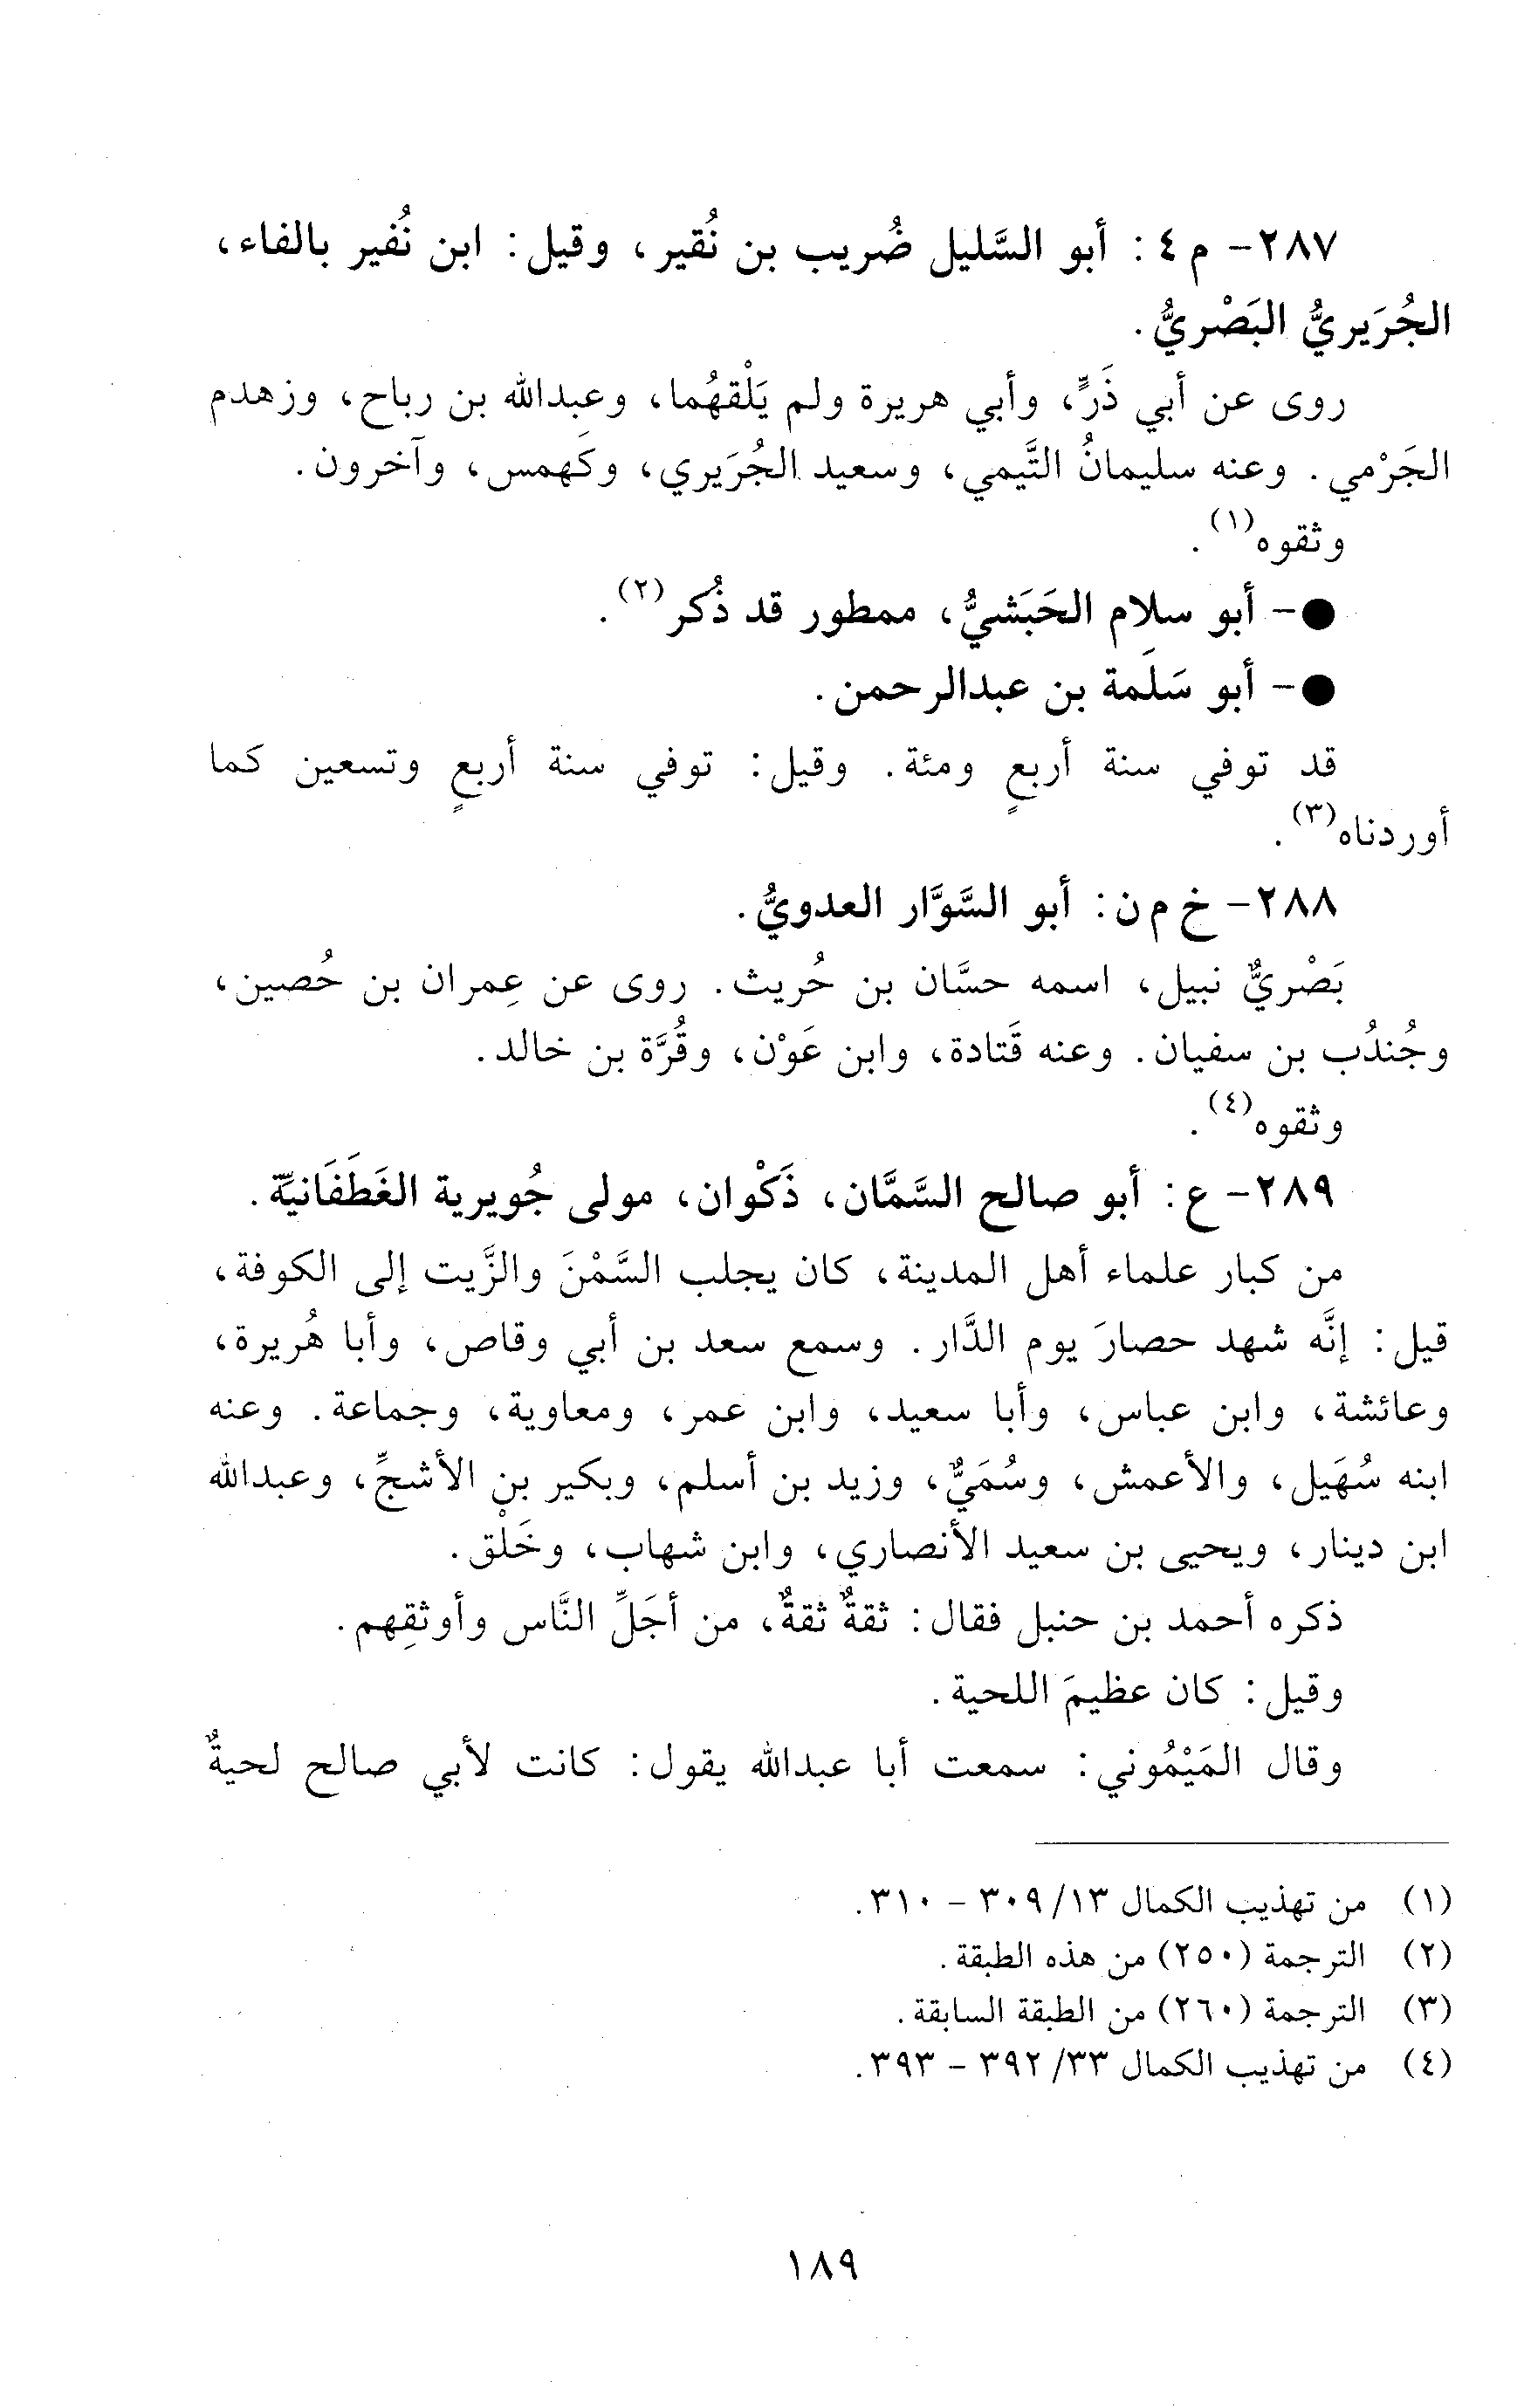 ٢٨٧- م ٤: أبو السَّليل ضُريب بن نُقير، وقيل: ابن نُفير بالفاء،
الجُرَيريُّ البَصْريُّ.
روى عن أبي ذَرٍّ، وأبي هريرة ولم يَلْقهُما، وعبدالله بن رباح، وزهدم
الجَرْمي. وعنه سليمانُ التَّيمي، وسعيد الجُرَيري، وكَهمس، وآخرون.
وثقوه(١).
●- أبو سلام الحَبَشيُّ، ممطور قد ذُكر(٢).
●- أبو سَلَمة بن عبدالرحمن.
قد توفي سنة أربعٍ ومئة. وقيل: توفي سنة أربعٍ وتسعين كما
أوردناه(٣).
٢٨٨- خ م ن: أبو السَّوَّار العدويُّ.
بَصْريٌّ نبيل، اسمه حسَّان بن حُريث. روى عن عِمران بن حُصين،
وجُندُب بن سفيان. وعنه قَتادة، وابن عَوْن، وقُرَّة بن خالد.
وثقوه(٤).
٢٨٩- ع: أبو صالح السَّمَّان، ذَكْوان، مولى جُويرية الغَطَفَانيَّة.
من كبار علماء أهل المدينة، كان يجلب السَّمْنَ والزَّيت إلى الكوفة،
قيل: إنَّه شهد حصارَ يوم الدَّار. وسمع سعد بن أبي وقاص، وأبا هُريرة،
وعائشة، وابن عباس، وأبا سعيد، وابن عمر، ومعاوية، وجماعة. وعنه
ابنه سُهَيل، والأعمش، وسُمَيٌّ، وزيد بن أسلم، وبكير بن الأشجِّ، وعبدالله
ابن دينار، ويحيى بن سعيد الأنصاري، وابن شهاب، وخَلْق.
ذكره أحمد بن حنبل فقال: ثقةٌ ثقةٌ، من أجَلِّ النَّاس وأوثقِهم.
وقيل: كان عظيمَ اللحية.
وقال المَيْمُوني: سمعت أبا عبدالله يقول: كانت لأبي صالح لحيةٌ
(١) من تهذيب الكمال ١٣/ ٣٠٩ - ٣١٠.
(٢) الترجمة (٢٥٠) من هذه الطبقة.
(٣) الترجمة (٢٦٠) من الطبقة السابقة.
(٤) من تهذيب الكمال ٣٣/ ٣٩٢ - ٣٩٣.
١٨٩